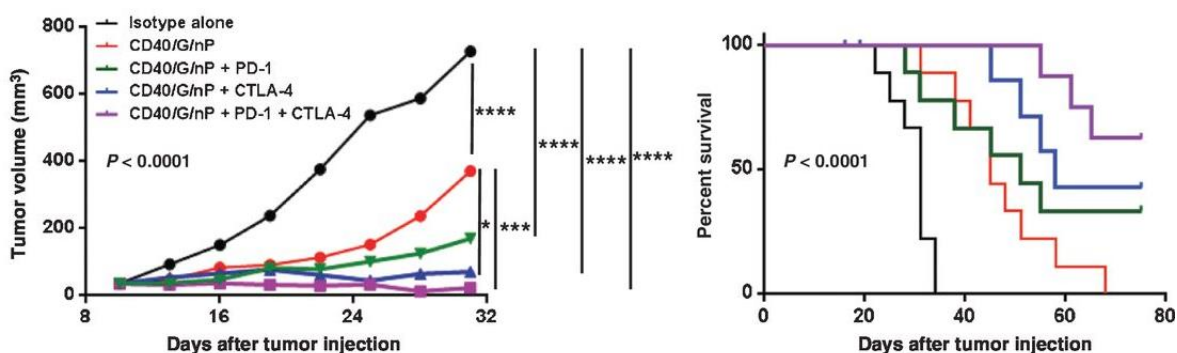 Isotype alone
CD40/G/nP
CD40/G/nP + PD-1
CD40/G/nP + CTLA-4
CD40/G/nP + PD-1 + CTLA-4
P < 0.0001
Tumor volume (mm³)
800
600
400
200
0
8
16
24
32
Days after tumor injection
****
*
***
****
****
****
Percent survival
100
50
0
P < 0.0001
0
20
40
60
80
Days after tumor injection